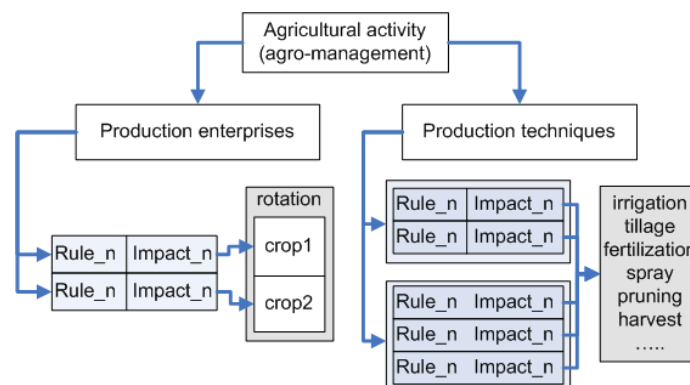 Agricultural activity
(agro-management)
Production enterprises
Production techniques
rotation
Rule_n Impact_n
crop1
Rule_n Impact_n
crop2
Rule_n Impact_n
Rule_n Impact_n
Rule_n Impact_n
Rule_n Impact_n
Rule_n Impact_n
irrigation
tillage
fertilization
spray
pruning
harvest
.....